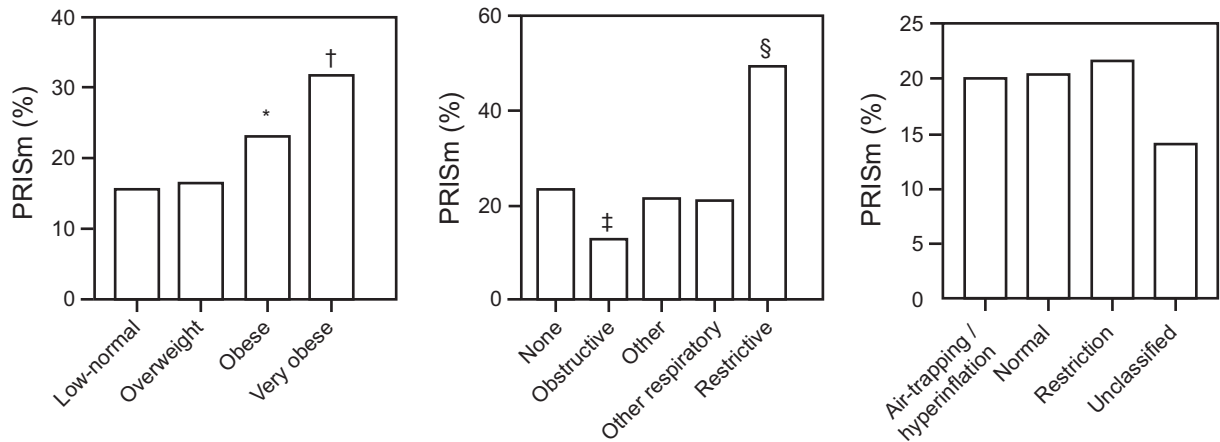 PRISm (%)
40
30
20
10
0
*
†
Low-normal
Overweight
Obese
Very obese
PRISm (%)
60
40
20
0
‡
§
None
Obstructive
Other
Other respiratory
Restrictive
PRISm (%)
25
20
15
10
5
0
Air-trapping /
hyperinflation
Normal
Restriction
Unclassified